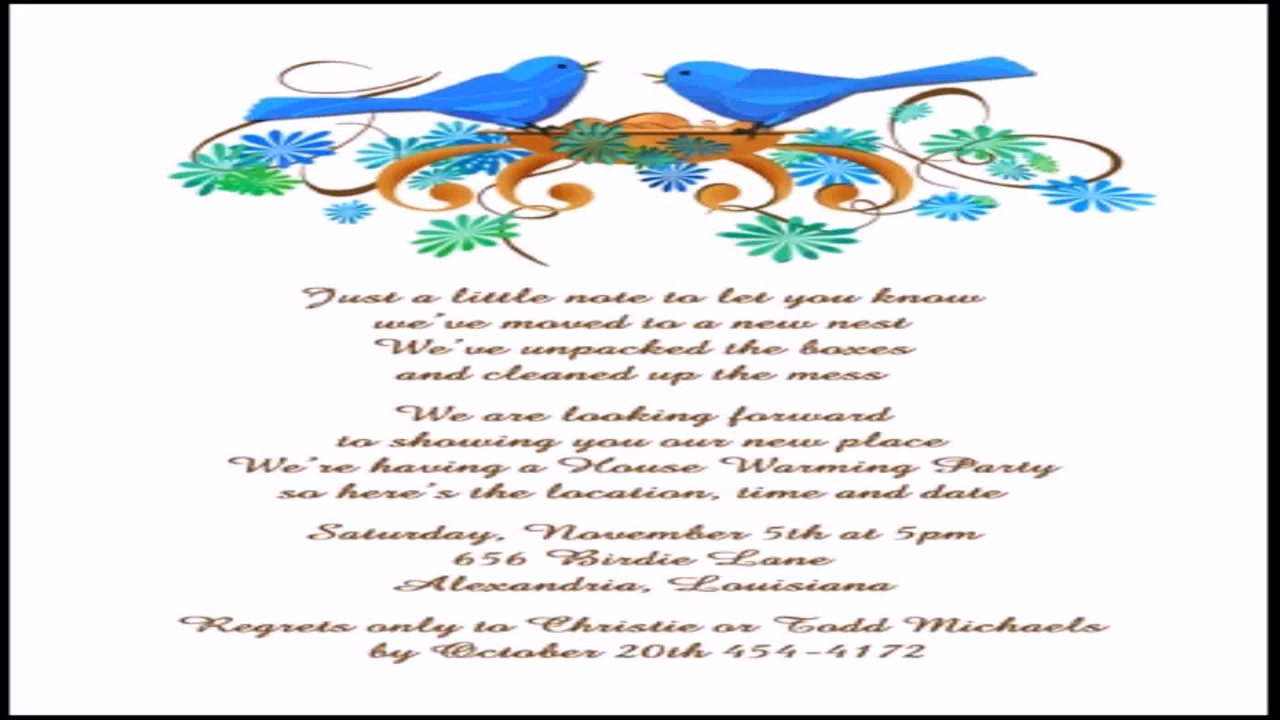 Just a little note to let you know
we've moved to a new nest
We've unpacked the boxes
and cleaned up the mess
We are looking forward
to showing you our new place
We're having a House Warming Party
so here's the location, time and date
Saturday, November 5th at 5pm
656 Birdie Lane
Alexandria, Louisiana
Regrets only to Christie or Todd Michaels
by October 20th 454-4172